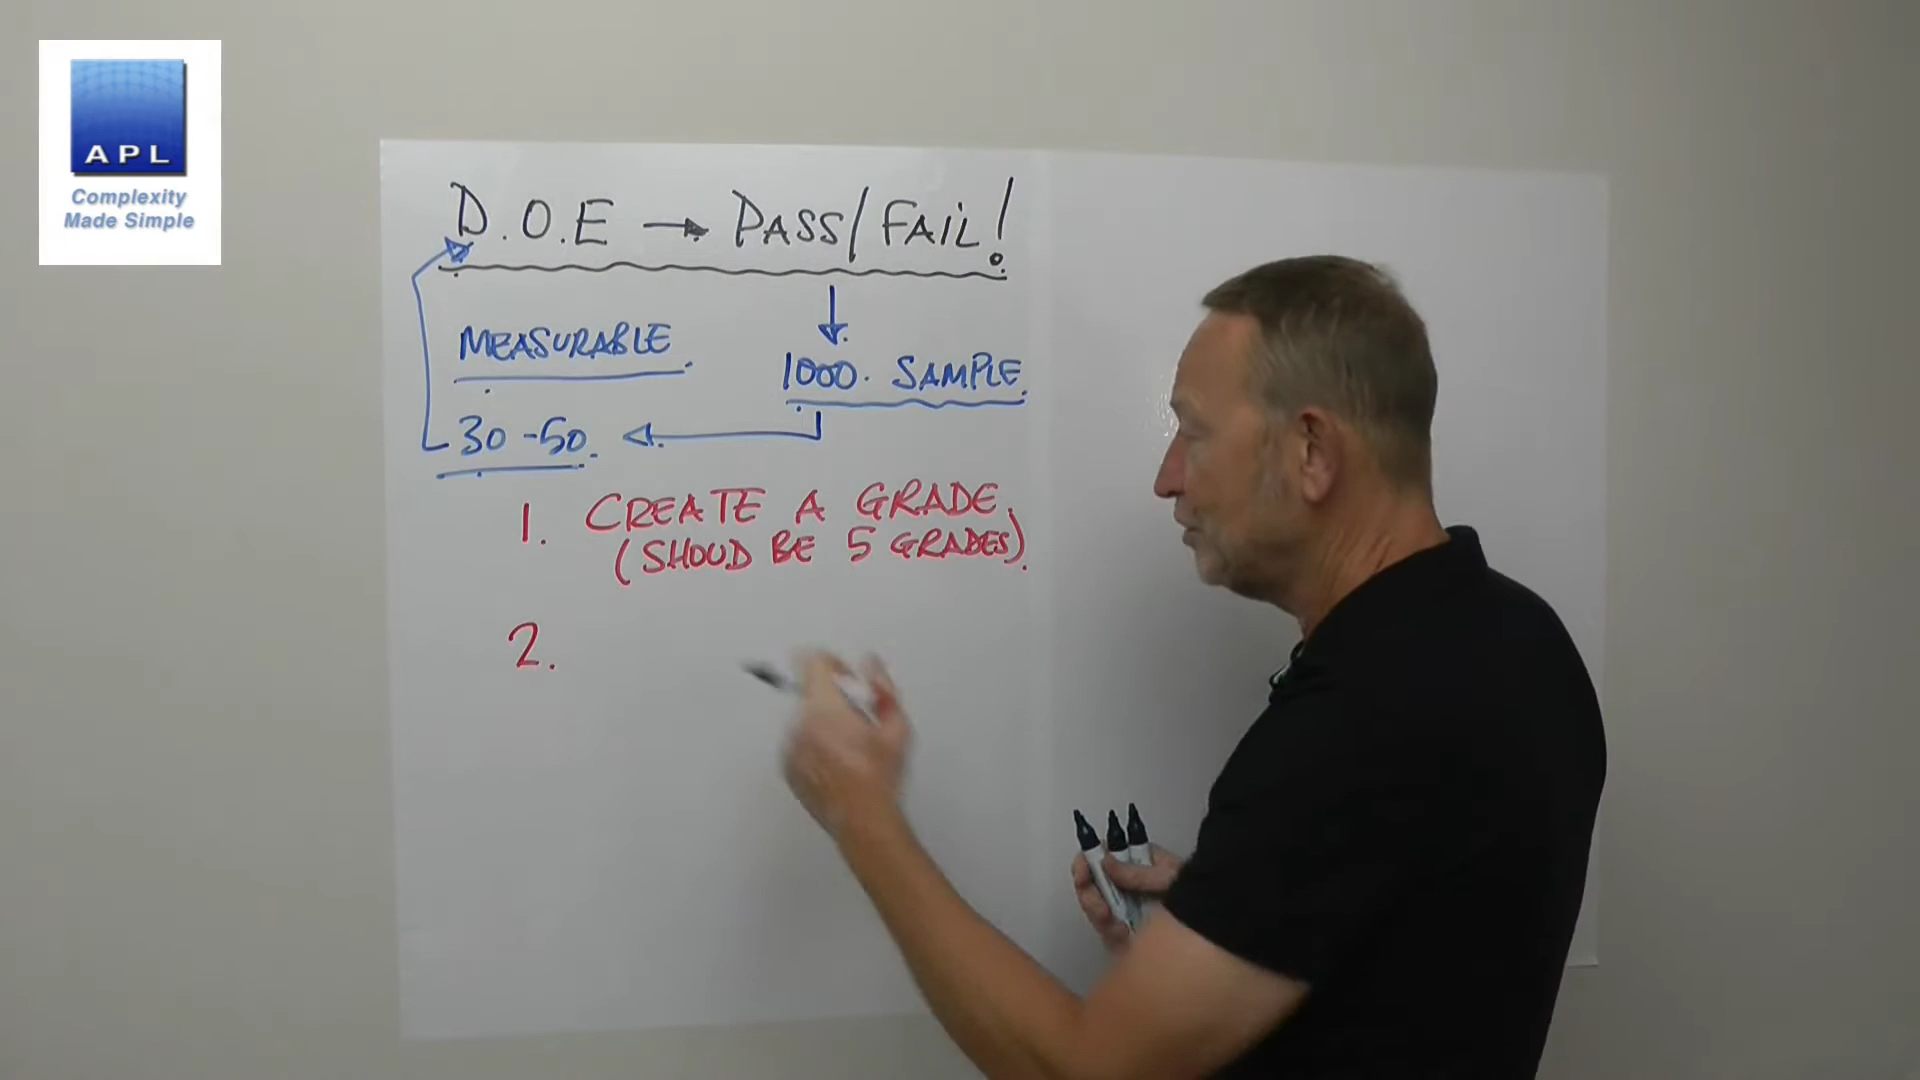 APL
Complexity
Made Simple
D.O.E → PASS/FAIL!
MEASURABLE
1000. SAMPLE
30-50
1. CREATE A GRADE.
(SHOUD BE 5 GRADES).
2.